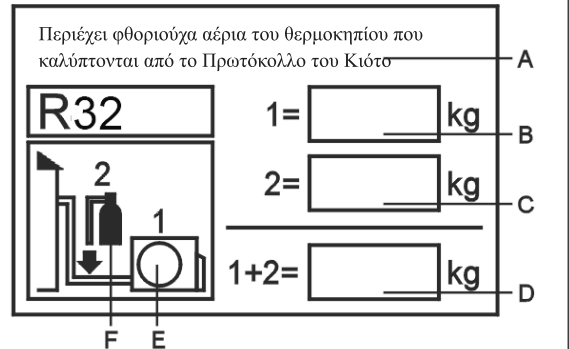 Περιέχει φθοριούχα αέρια του θερμοκηπίου που
καλύπτονται από το Πρωτόκολλο του Κιότο
A
R32
1= kg
B
2= kg
C
1+2= kg
D
2
1
F E